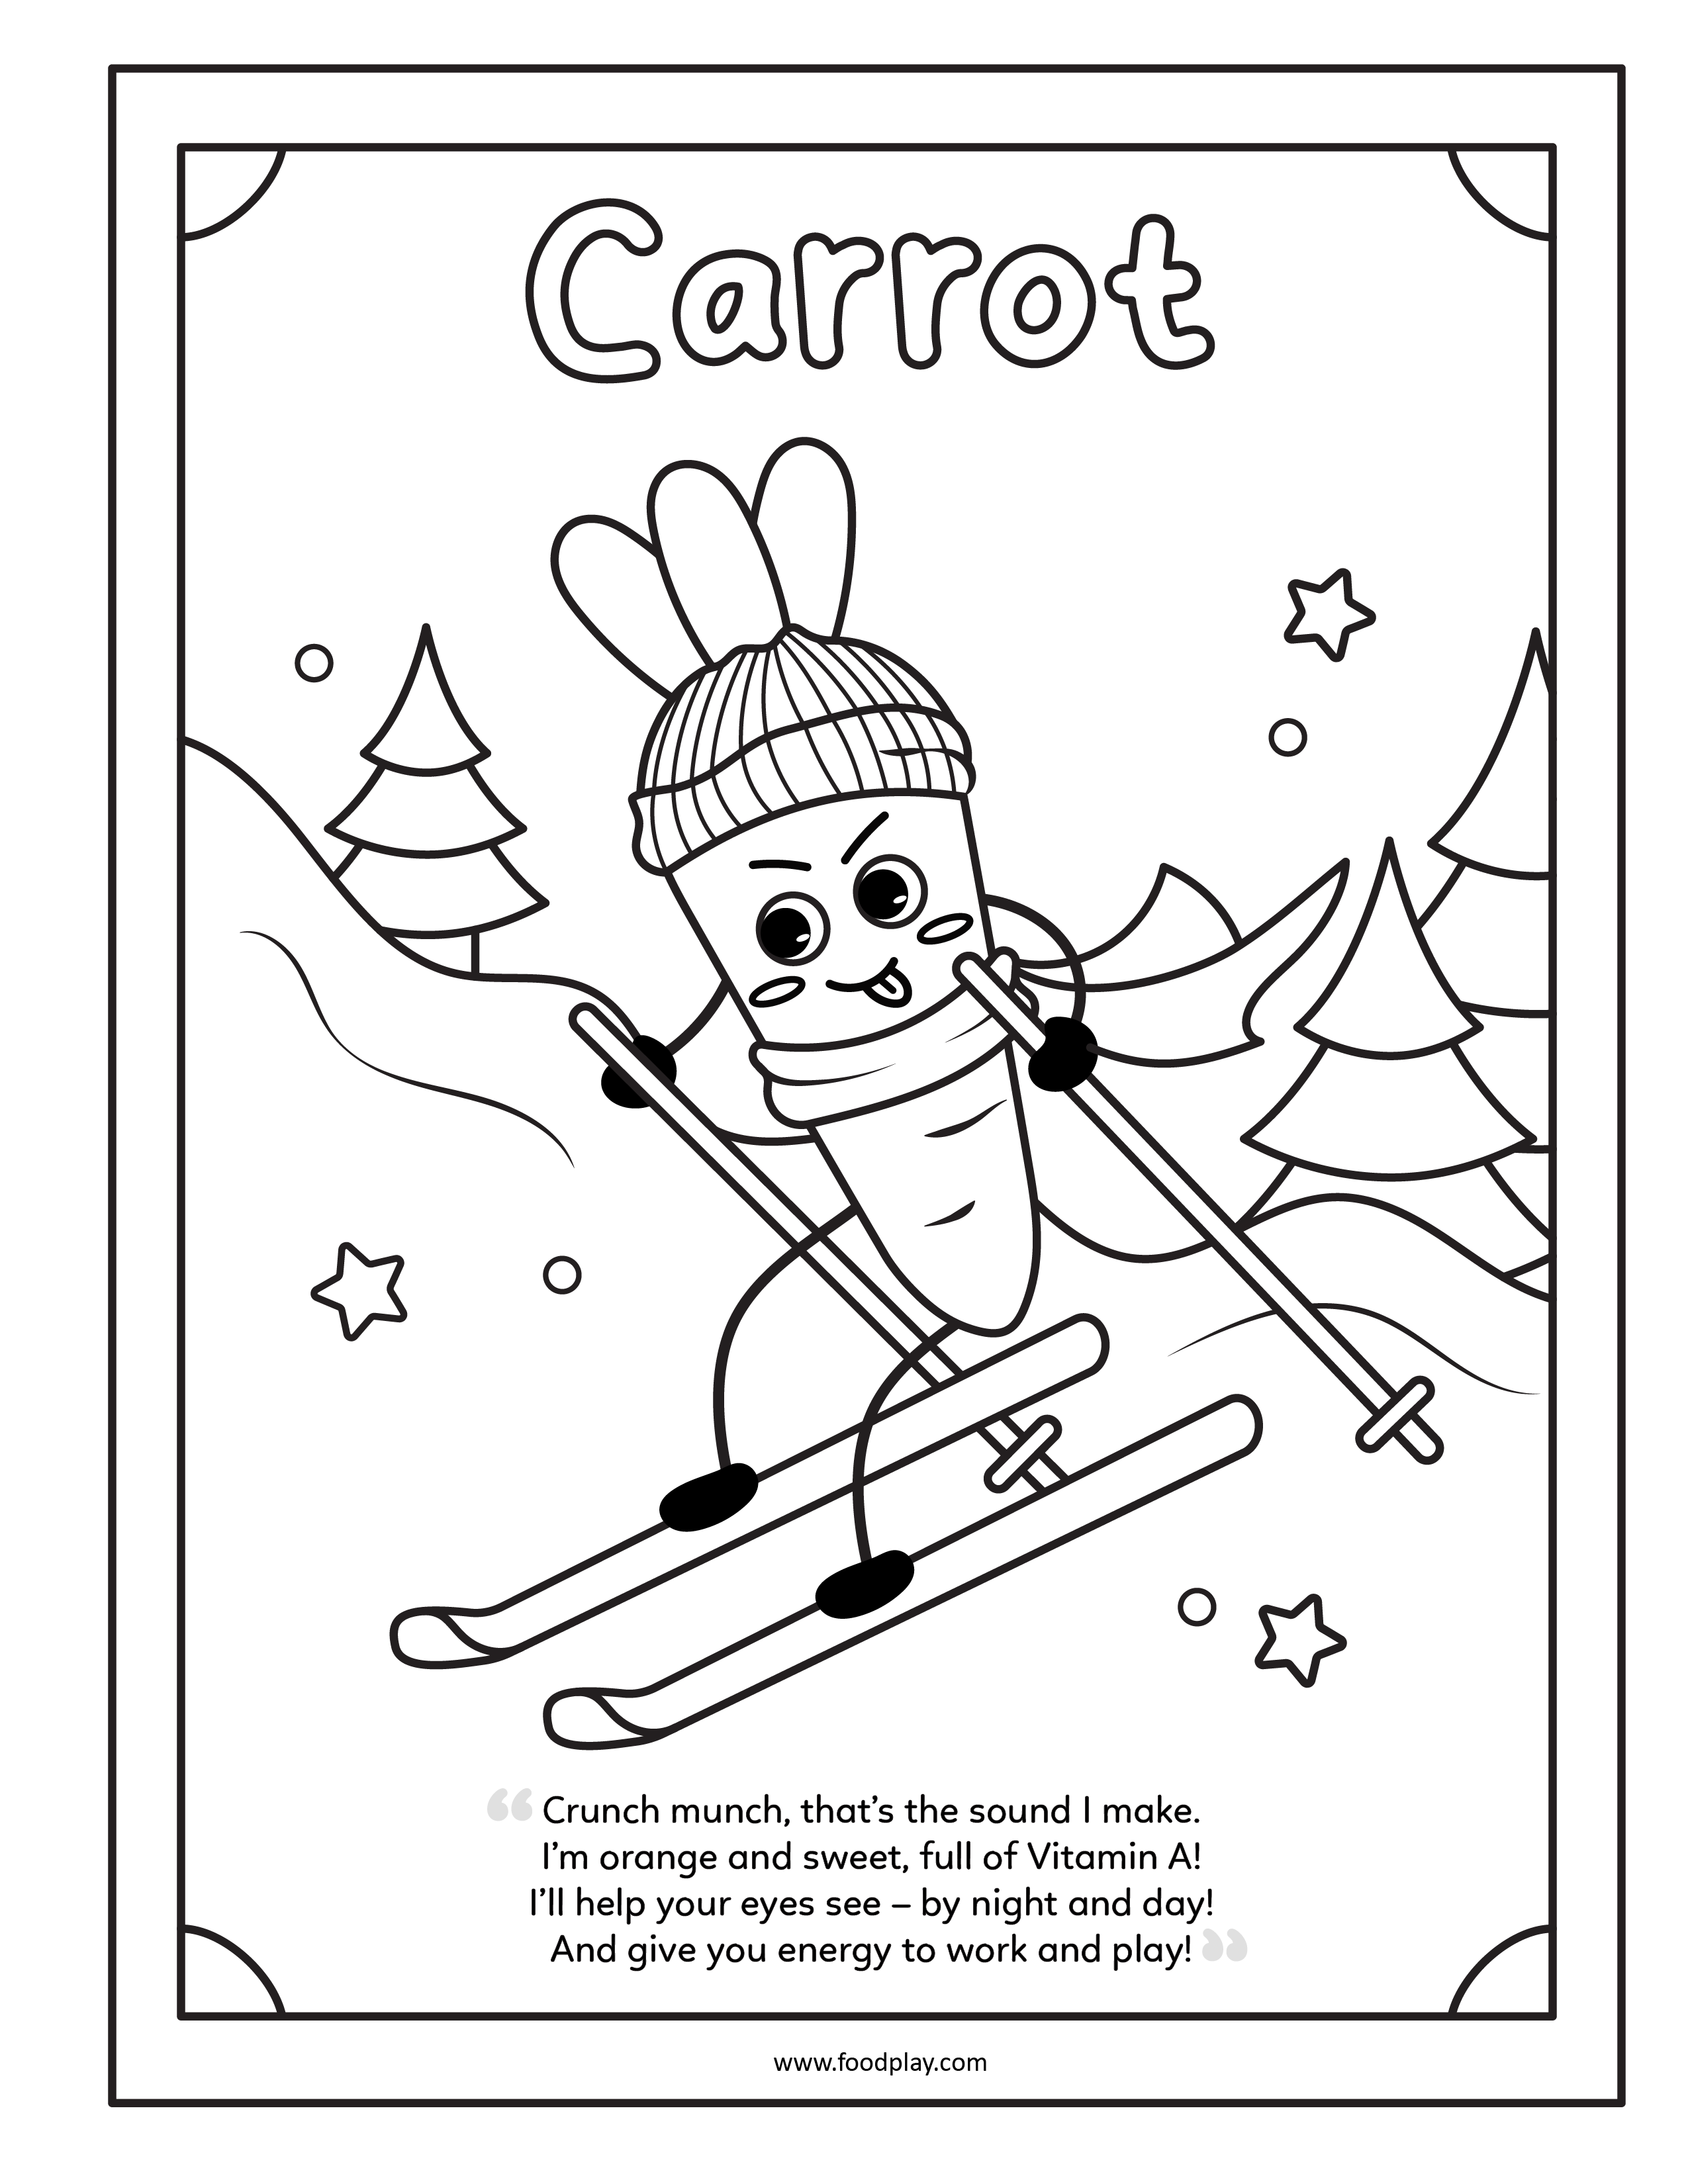 Carrot
“Crunch munch, that’s the sound I make.
I’m orange and sweet, full of Vitamin A!
I’ll help your eyes see – by night and day!
And give you energy to work and play!”
www.foodplay.com